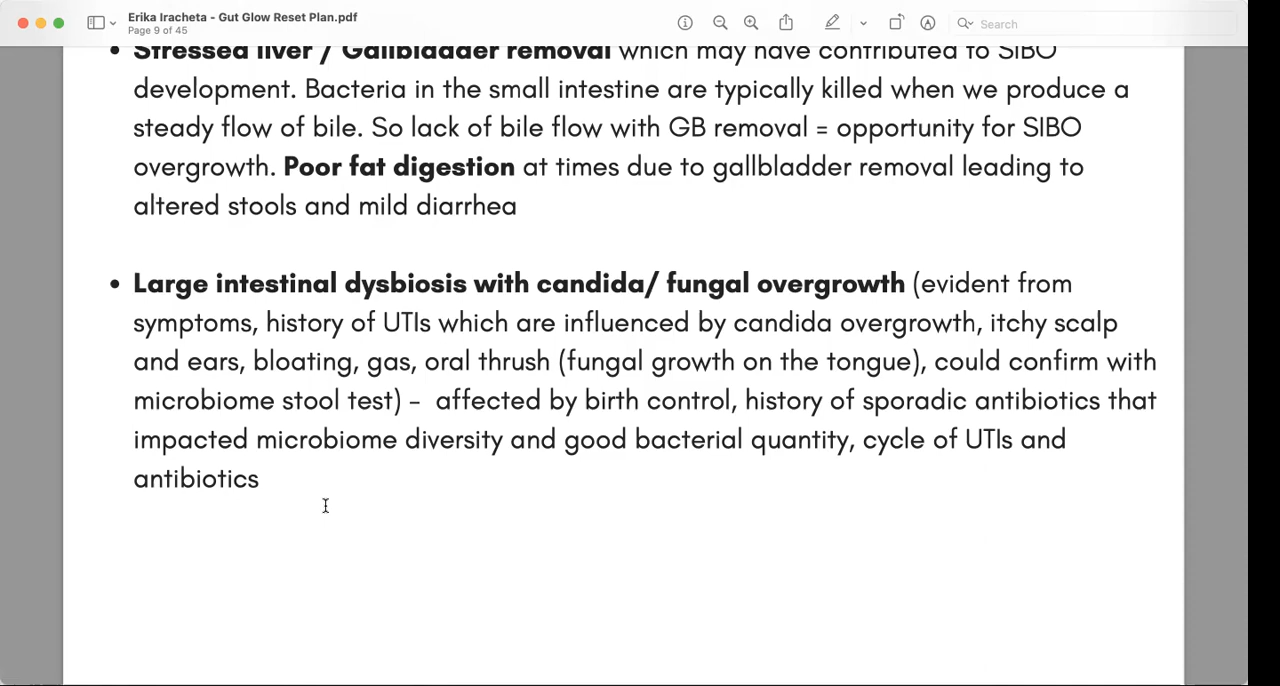 Erika Iracheta - Gut Glow Reset Plan.pdf
Page 9 of 45
Search
• Stressed liver / Gallbladder removal which may have contributed to SIBO
development. Bacteria in the small intestine are typically killed when we produce a
steady flow of bile. So lack of bile flow with GB removal = opportunity for SIBO
overgrowth. Poor fat digestion at times due to gallbladder removal leading to
altered stools and mild diarrhea
• Large intestinal dysbiosis with candida/ fungal overgrowth (evident from
symptoms, history of UTIs which are influenced by candida overgrowth, itchy scalp
and ears, bloating, gas, oral thrush (fungal growth on the tongue), could confirm with
microbiome stool test) - affected by birth control, history of sporadic antibiotics that
impacted microbiome diversity and good bacterial quantity, cycle of UTIs and
antibiotics